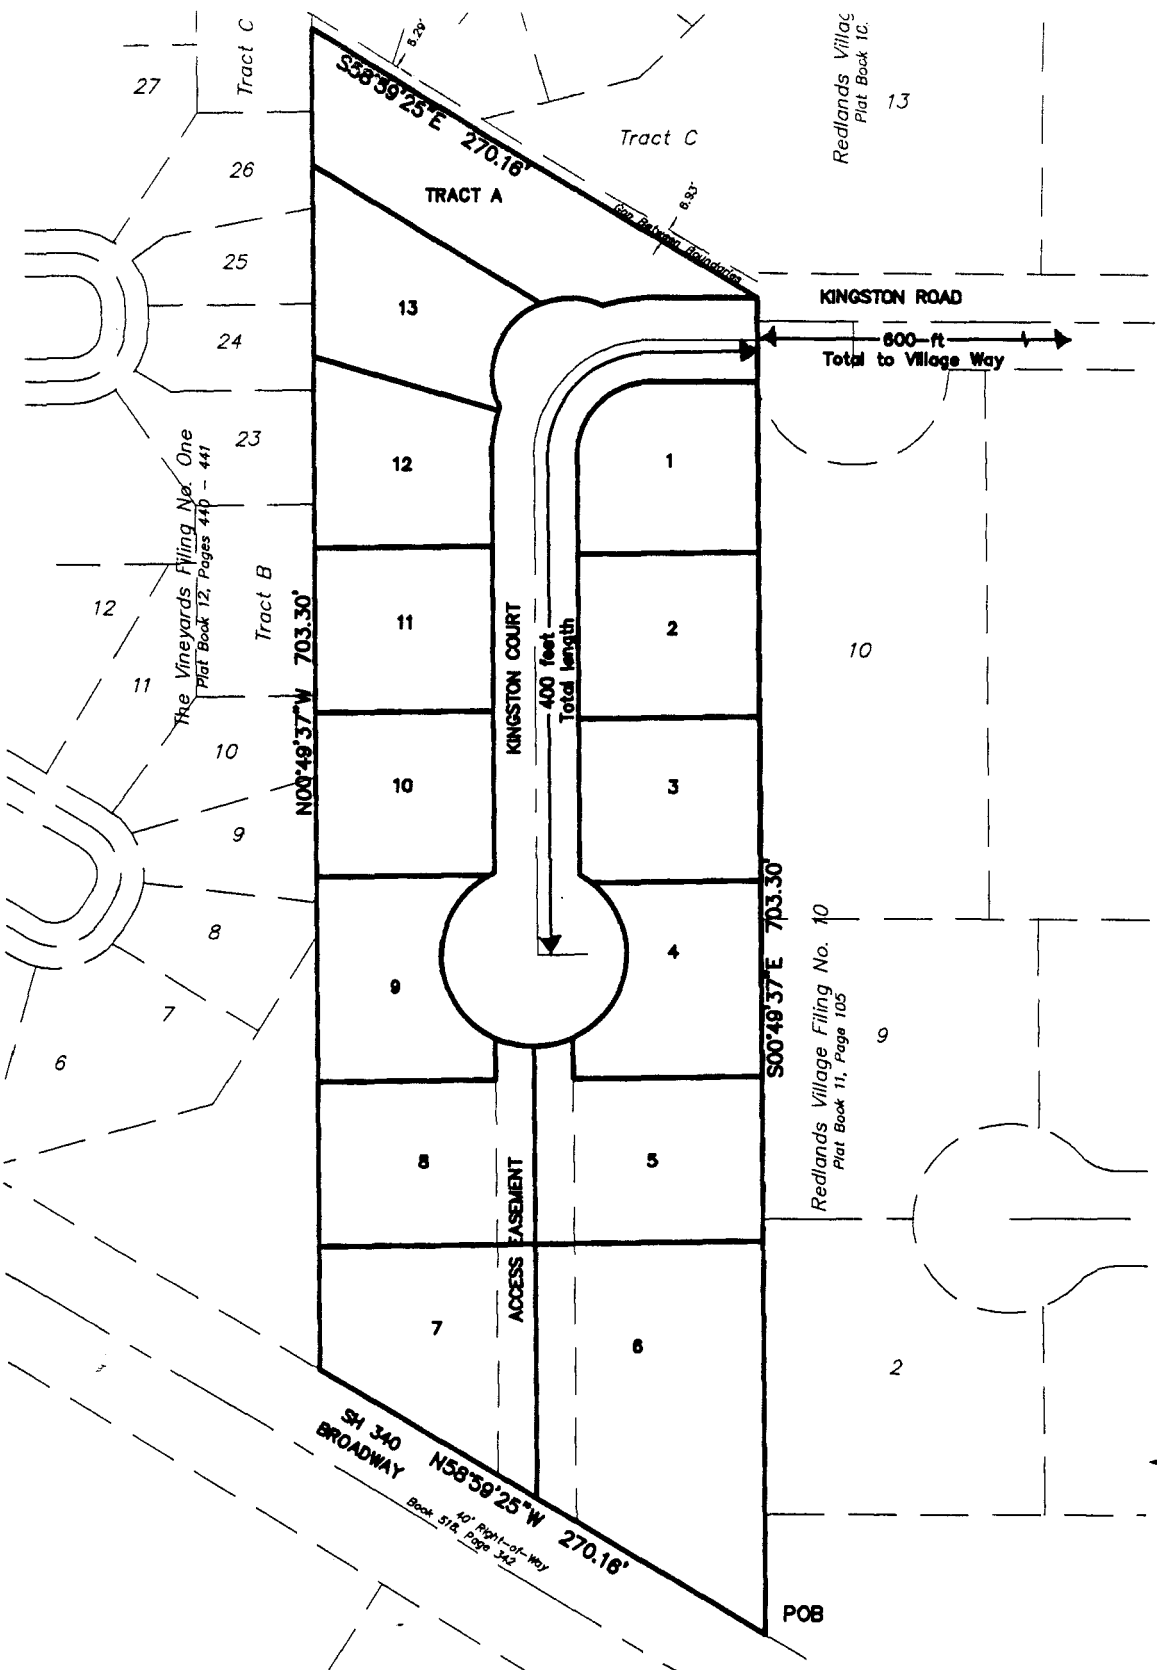 27
Tract C
8.29'
S58°59'25"E 270.16'
Tract C
Redlands Villag
Plat Book 1C,
13
26
TRACT A
6.93'
Gap Between Boundaries
25
13
KINGSTON ROAD
24
600-ft
Total to Village Way
23
12
1
The Vineyards Filing No. One
Plat Book 12, Pages 440 - 441
Tract B
12
11
2
10
11
N00°49'37"W 703.30'
KINGSTON COURT
400 feet
Total length
10
10
3
9
8
9
4
S00°49'37"E 703.30'
Redlands Village Filing No. 10
Plat Book 11, Page 105
9
7
6
8
5
ACCESS EASEMENT
7
6
2
SH 340
BROADWAY
N58°59'25"W 270.16'
40' Right-of-Way
Book 518, Page 342
POB